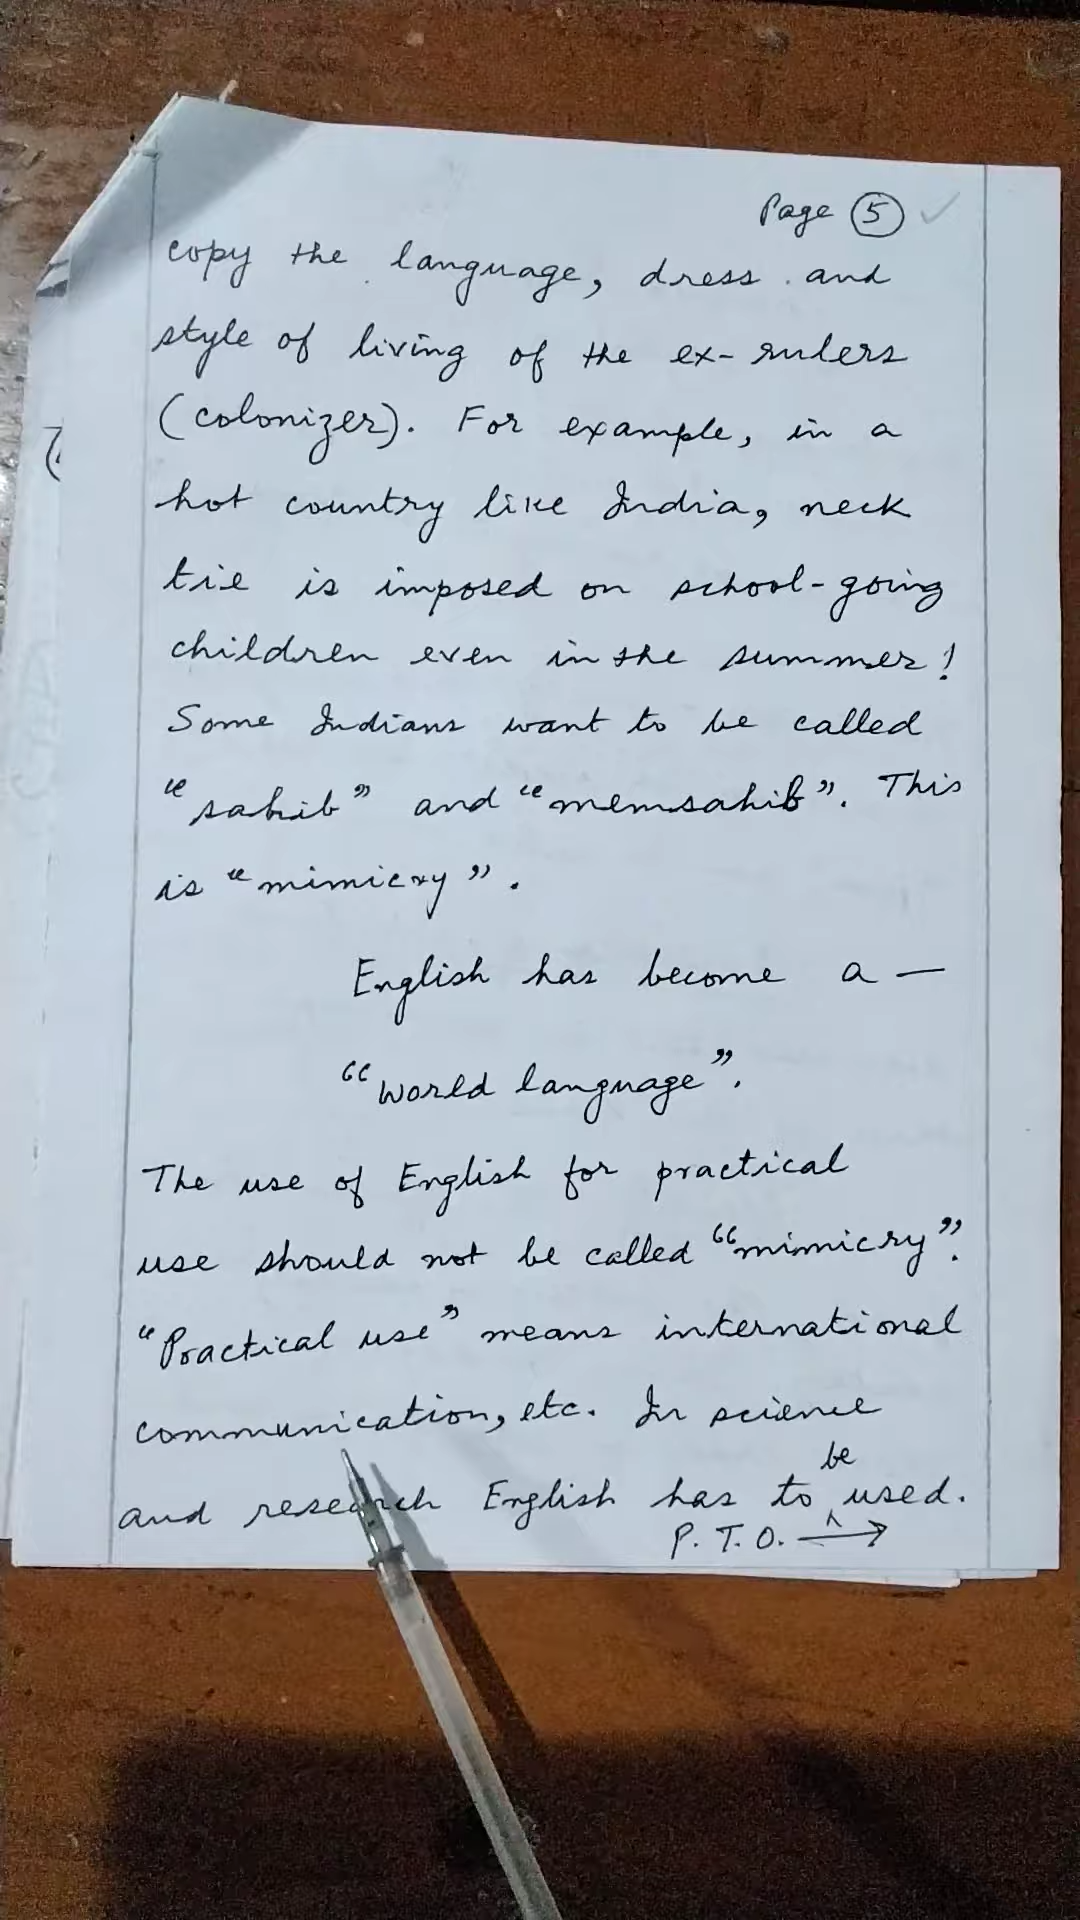 Page 5
copy the language, dress and
style of living of the ex-rulers
(colonizer). For example, in a
hot country like India, neck
tie is imposed on school-going
children even in the summer!
Some Indians want to be called
"sahib" and "memsahib". This
is "mimicry".
English has become a —
"World language".
The use of English for practical
use should not be called "mimicry".
"Practical use" means international
communication, etc. In science
and research English has to be used.
P. T. O. →